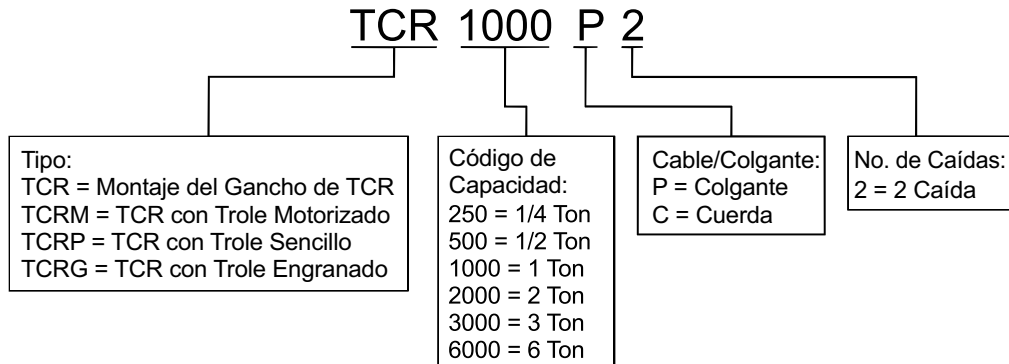 TCR 1000 P 2
Tipo:
TCR = Montaje del Gancho de TCR
TCRM = TCR con Trole Motorizado
TCRP = TCR con Trole Sencillo
TCRG = TCR con Trole Engranado
Código de
Capacidad:
250 = 1/4 Ton
500 = 1/2 Ton
1000 = 1 Ton
2000 = 2 Ton
3000 = 3 Ton
6000 = 6 Ton
Cable/Colgante:
P = Colgante
C = Cuerda
No. de Caídas:
2 = 2 Caída